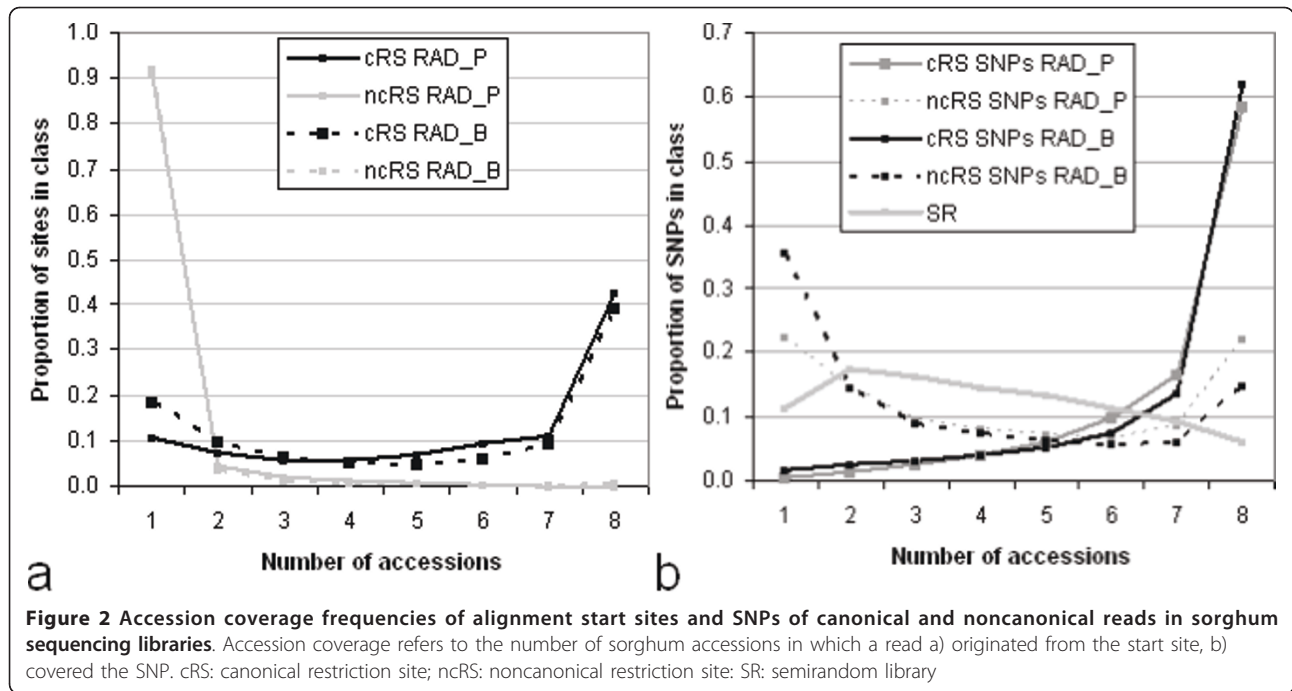 1.0
0.9
0.8
0.7
0.6
0.5
0.4
0.3
0.2
0.1
0.0
Proportion of sites in class
cRS RAD_P
ncRS RAD_P
cRS RAD_B
ncRS RAD_B
1 2 3 4 5 6 7 8
Number of accessions
a
0.7
0.6
0.5
0.4
0.3
0.2
0.1
0.0
Proportion of SNPs in class
cRS SNPs RAD_P
ncRS SNPs RAD_P
cRS SNPs RAD_B
ncRS SNPs RAD_B
SR
1 2 3 4 5 6 7 8
Number of accessions
b
Figure 2 Accession coverage frequencies of alignment start sites and SNPs of canonical and noncanonical reads in sorghum
sequencing libraries. Accession coverage refers to the number of sorghum accessions in which a read a) originated from the start site, b)
covered the SNP. cRS: canonical restriction site; ncRS: noncanonical restriction site: SR: semirandom library